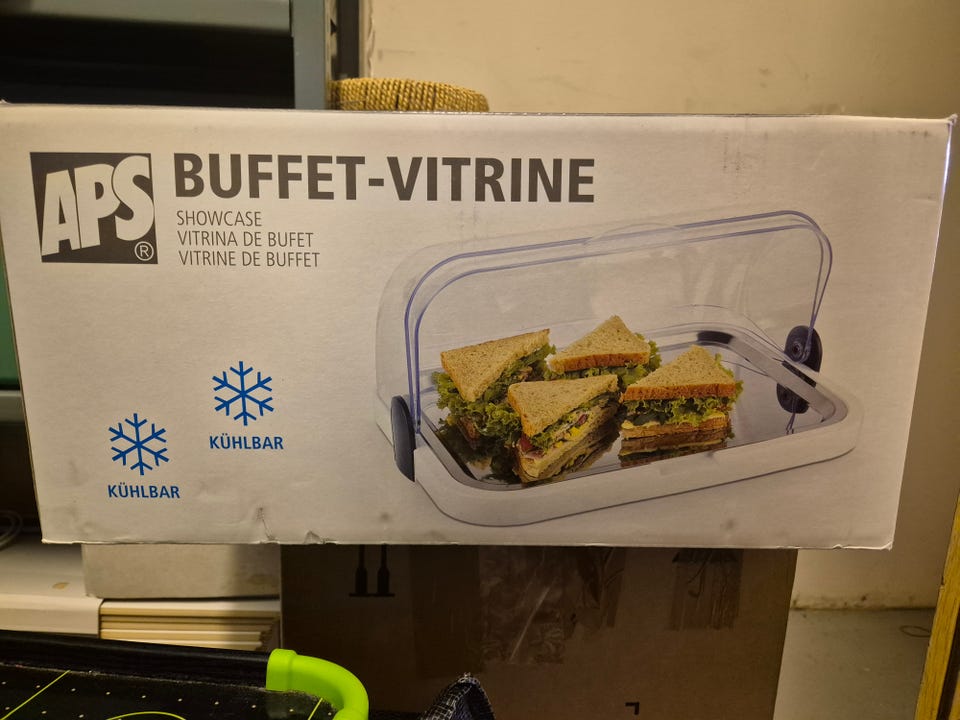 APS®
BUFFET-VITRINE
SHOWCASE
VITRINA DE BUFET
VITRINE DE BUFFET
KÜHLBAR
KÜHLBAR